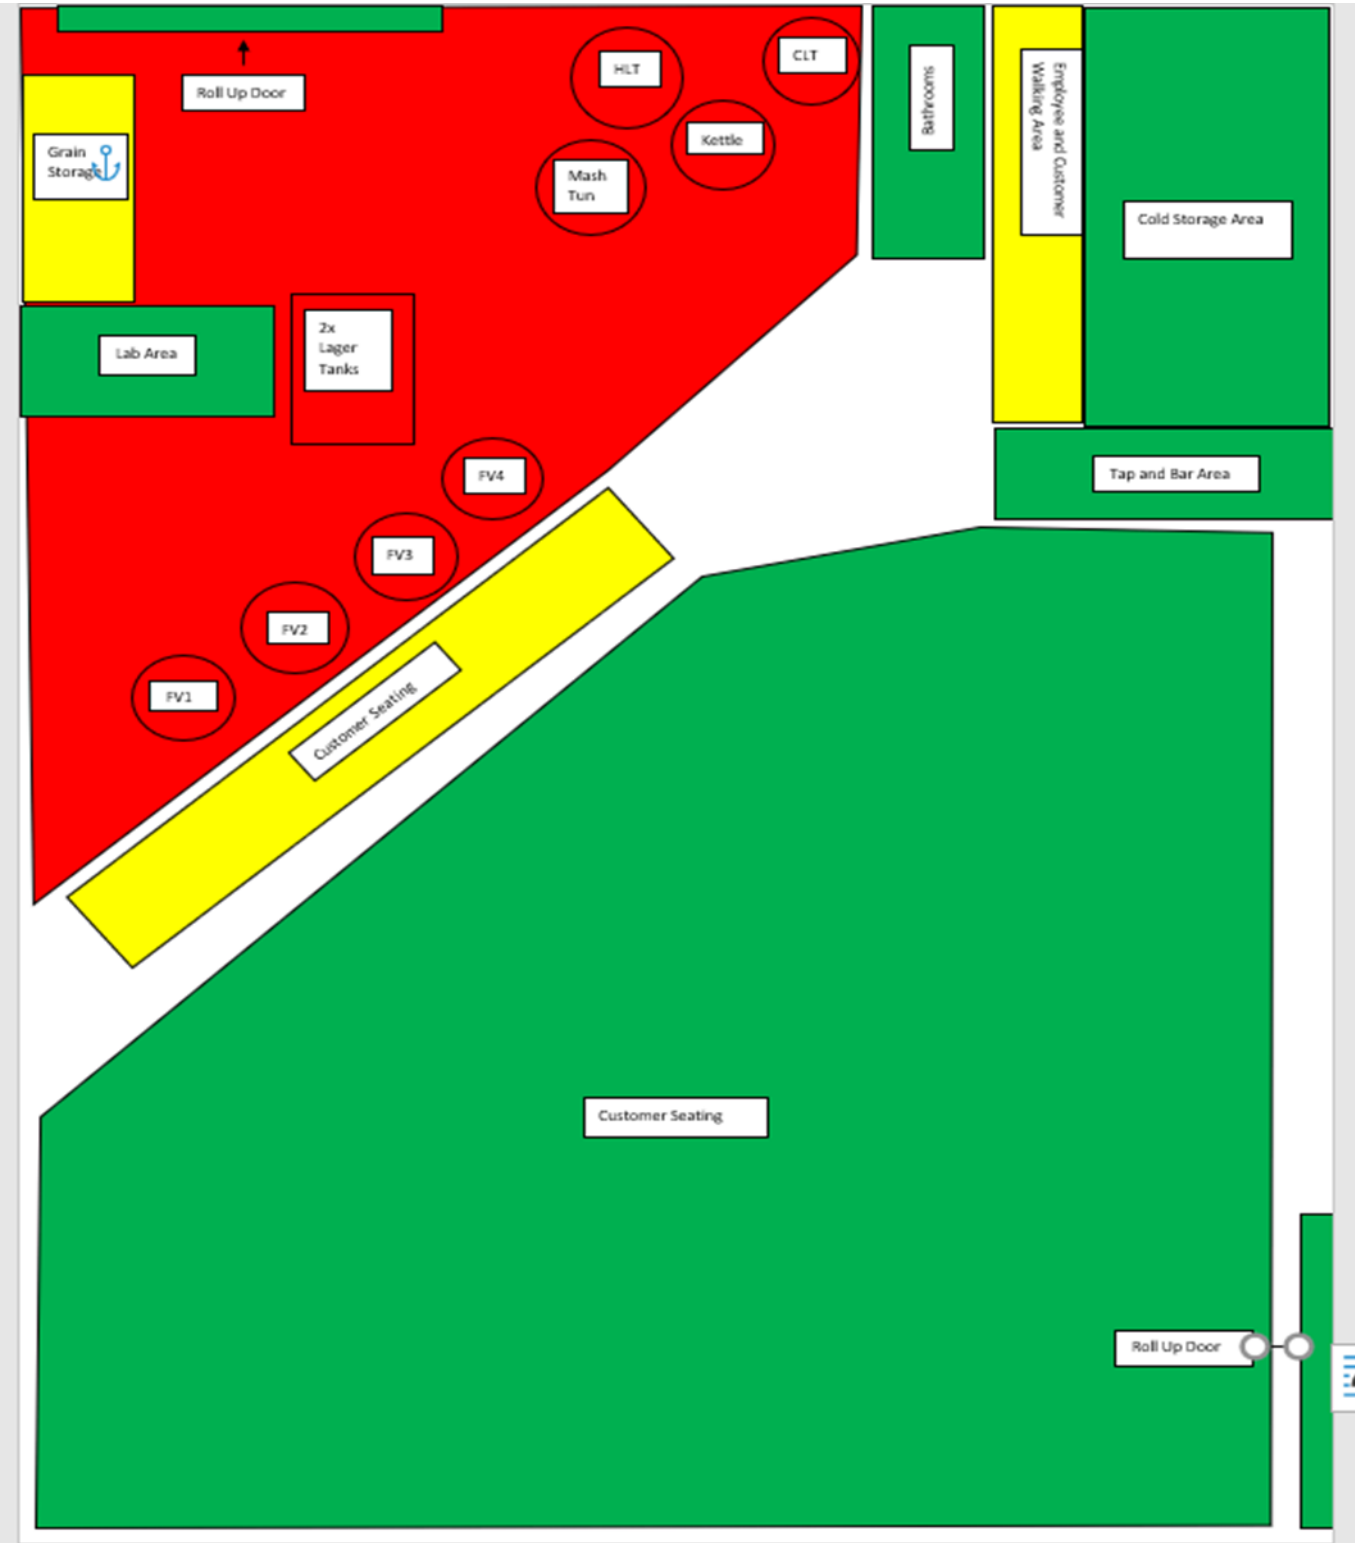 Roll Up Door
HLT
CLT
Kettle
Mash
Tun
Bathrooms
Employee and Customer
Walking Area
Cold Storage Area
Grain
Storage
Lab Area
2x
Lager
Tanks
Tap and Bar Area
FV4
FV3
FV2
FV1
Customer Seating
Customer Seating
Roll Up Door